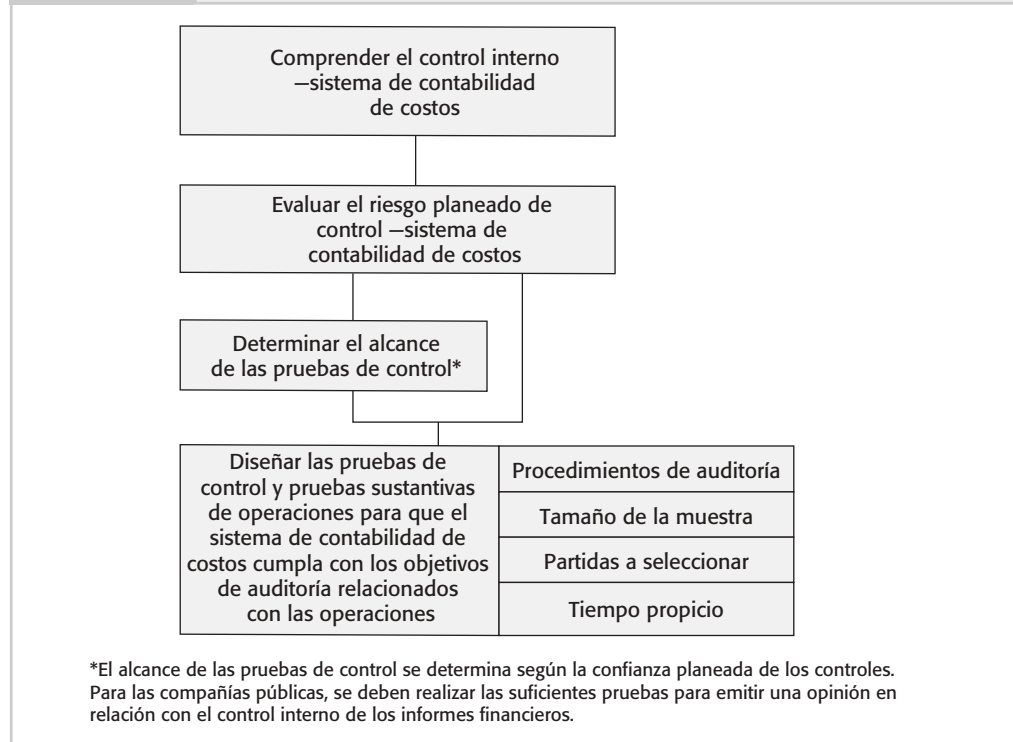 Comprender el control interno
—sistema de contabilidad
de costos
Evaluar el riesgo planeado de
control —sistema de
contabilidad de costos
Determinar el alcance
de las pruebas de control*
Diseñar las pruebas de
control y pruebas sustantivas
de operaciones para que el
sistema de contabilidad de
costos cumpla con los objetivos
de auditoría relacionados
con las operaciones
Procedimientos de auditoría
Tamaño de la muestra
Partidas a seleccionar
Tiempo propicio
*El alcance de las pruebas de control se determina según la confianza planeada de los controles.
Para las compañías públicas, se deben realizar las suficientes pruebas para emitir una opinión en
relación con el control interno de los informes financieros.